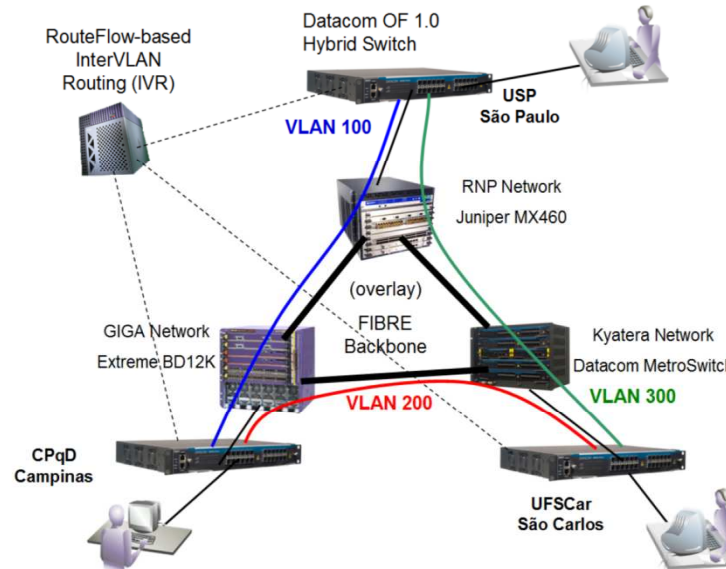 Datacom OF 1.0
Hybrid Switch
RouteFlow-based
InterVLAN
Routing (IVR)
USP
São Paulo
VLAN 100
RNP Network
Juniper MX460
(overlay)
FIBRE
Backbone
GIGA Network
Extreme BD12K
Kyatera Network
Datacom MetroSwitch
VLAN 200
VLAN 300
CPqD
Campinas
UFSCar
São Carlos